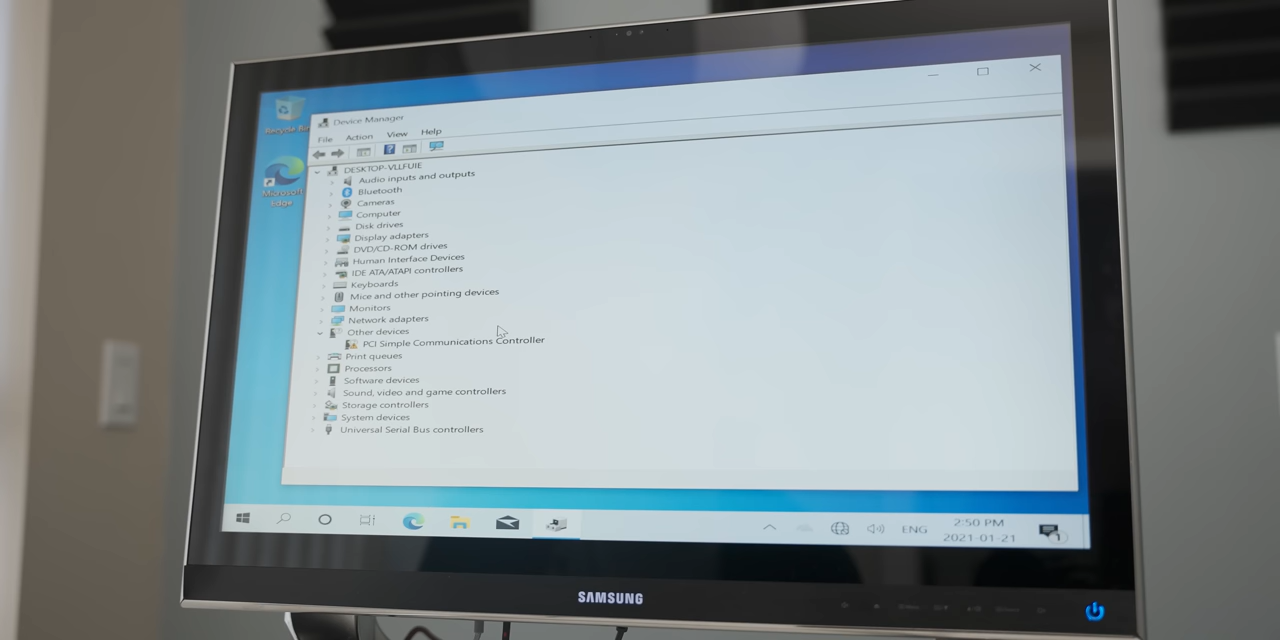 Recycle Bin
Microsoft
Edge
Device Manager
File Action View Help
DESKTOP-VLLFUIE
Audio inputs and outputs
Bluetooth
Cameras
Computer
Disk drives
Display adapters
DVD/CD-ROM drives
Human Interface Devices
IDE ATA/ATAPI controllers
Keyboards
Mice and other pointing devices
Monitors
Network adapters
Other devices
PCI Simple Communications Controller
Print queues
Processors
Software devices
Sound, video and game controllers
Storage controllers
System devices
Universal Serial Bus controllers
ENG
2:50 PM
2021-01-21
1
SAMSUNG